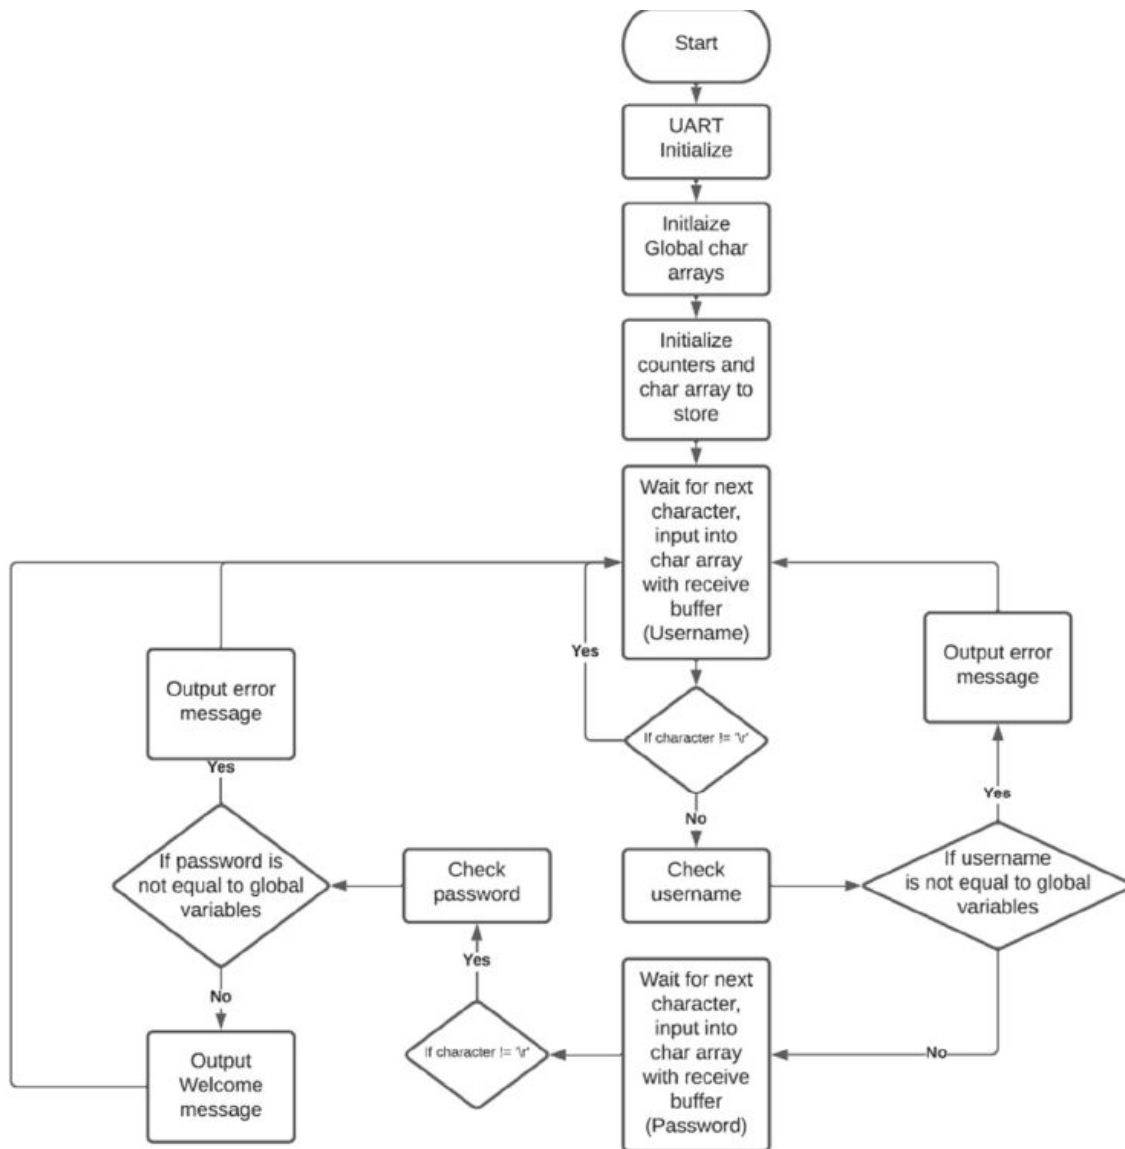 Start
UART
Initialize
Initlaize
Global char
arrays
Initialize
counters and
char array to
store
Wait for next
character,
input into
char array
with receive
buffer
(Username)
Yes
If character != '\r'
No
Check
username
If username
is not equal to global
variables
Yes
Output error
message
No
Wait for next
character,
input into
char array
with receive
buffer
(Password)
If character != '\r'
Yes
Check
password
If password is
not equal to global
variables
Yes
Output error
message
No
Output
Welcome
message